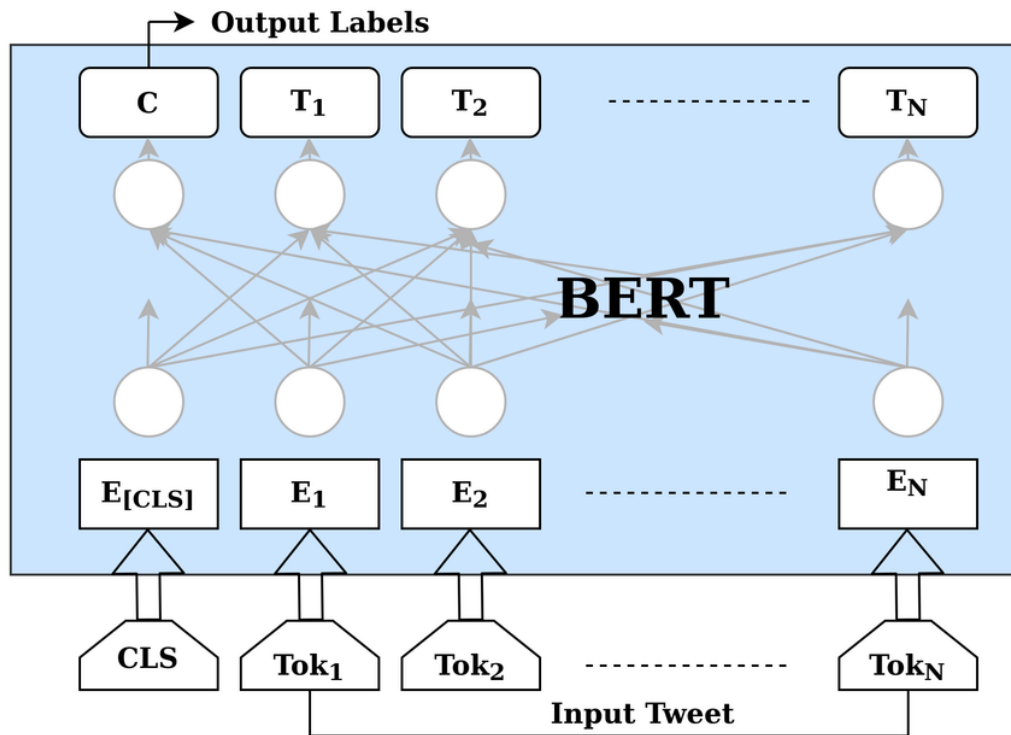 Output Labels
C T1 T2 TN
BERT
E[CLS] E1 E2 EN
CLS Tok1 Tok2 TokN
Input Tweet